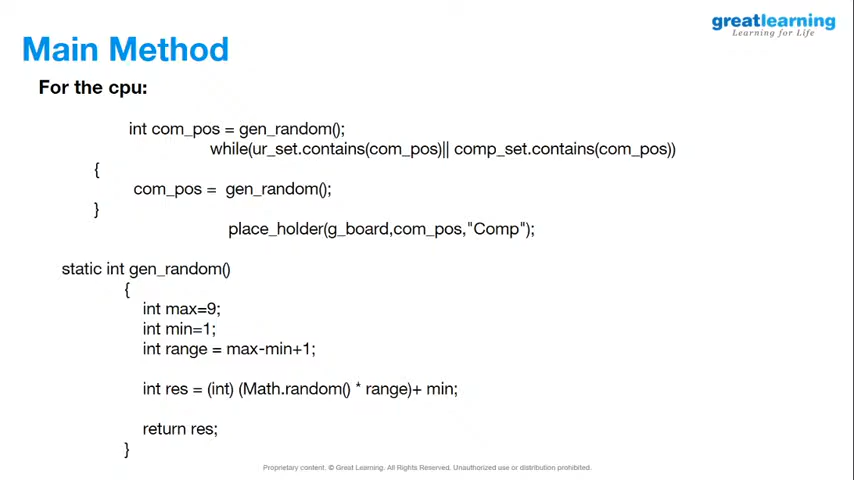 greatlearning
Learning for Life
Main Method
For the cpu:
int com_pos = gen_random();
while(ur_set.contains(com_pos)|| comp_set.contains(com_pos))
{
com_pos =  gen_random();
}
place_holder(g_board,com_pos,"Comp");
static int gen_random()
{
int max=9;
int min=1;
int range = max-min+1;
int res = (int) (Math.random() * range)+ min;
return res;
}
Proprietary content. © Great Learning. All Rights Reserved. Unauthorized use or distribution prohibited.